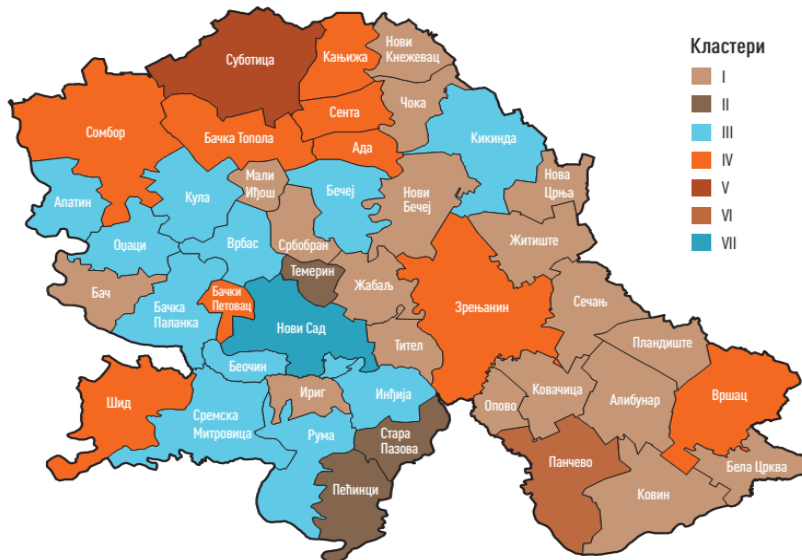 Кластери
I
II
III
IV
V
VI
VII
Суботица
Кањижа
Нови
Кнежевац
Сомбор
Бачка Топола
Сента
Чока
Ада
Кикинда
Апатин
Кула
Мали
Иђош
Бечеј
Нови
Бечеј
Нова
Црња
Оџаци
Врбас
Србобран
Житиште
Бач
Бачка
Паланка
Бачки
Петровац
Темерин
Жабаљ
Зрењанин
Сечањ
Нови Сад
Тител
Пландиште
Беочин
Шид
Сремска
Митровица
Ириг
Инђија
Опово
Ковачица
Алибунар
Вршац
Рума
Стара
Пазова
Панчево
Бела Црква
Пећинци
Ковин